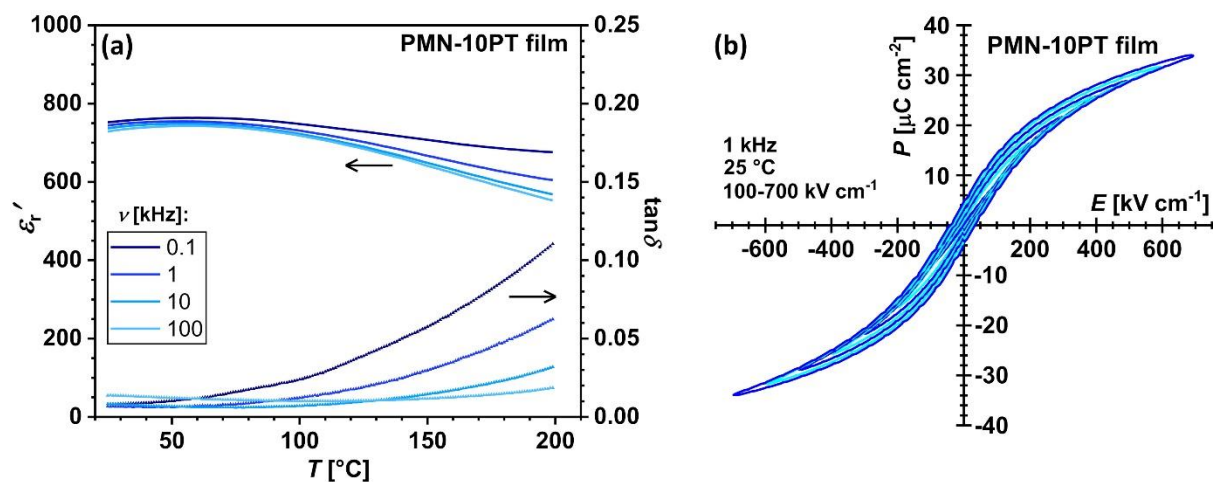 (a)
PMN-10PT film
1000
800
600
400
200
0
εr′
0.25
0.20
0.15
0.10
0.05
0.00
tanδ
ν [kHz]:
0.1
1
10
100
50
100
150
200
T [°C]
(b)
PMN-10PT film
P [µC cm-2]
40
30
20
10
-10
-20
-30
-40
1 kHz
25 °C
100-700 kV cm-1
E [kV cm-1]
-600
-400
-200
200
400
600